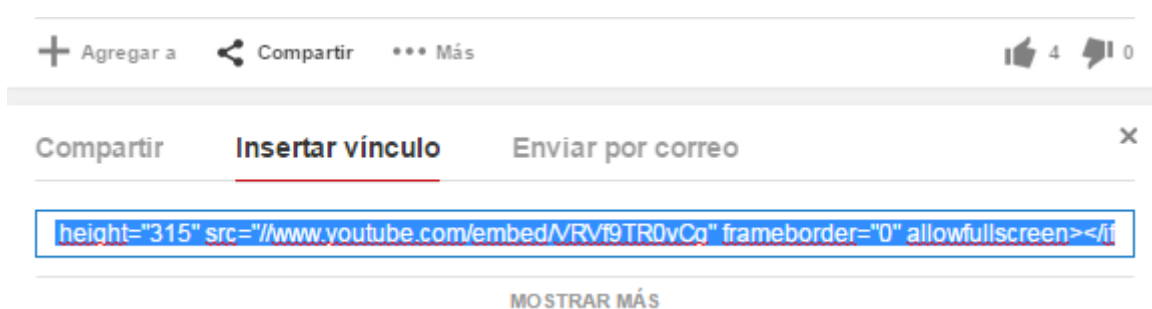 Agregar a Compartir Más 4 0
Compartir Insertar vínculo Enviar por correo ×
height="315" src="//www.youtube.com/embed/VRVf9TR0vCg" frameborder="0" allowfullscreen></if
MOSTRAR MÁS